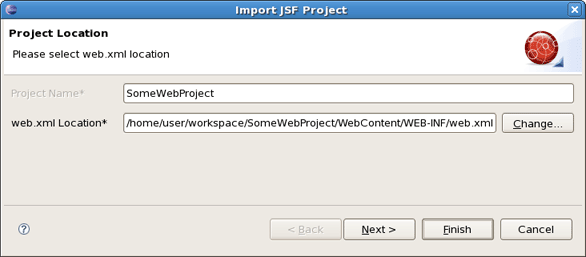 Import JSF Project
Project Location
Please select web.xml location
Project Name* SomeWebProject
web.xml Location* /home/user/workspace/SomeWebProject/WebContent/WEB-INF/web.xml Change...
? < Back Next > Finish Cancel